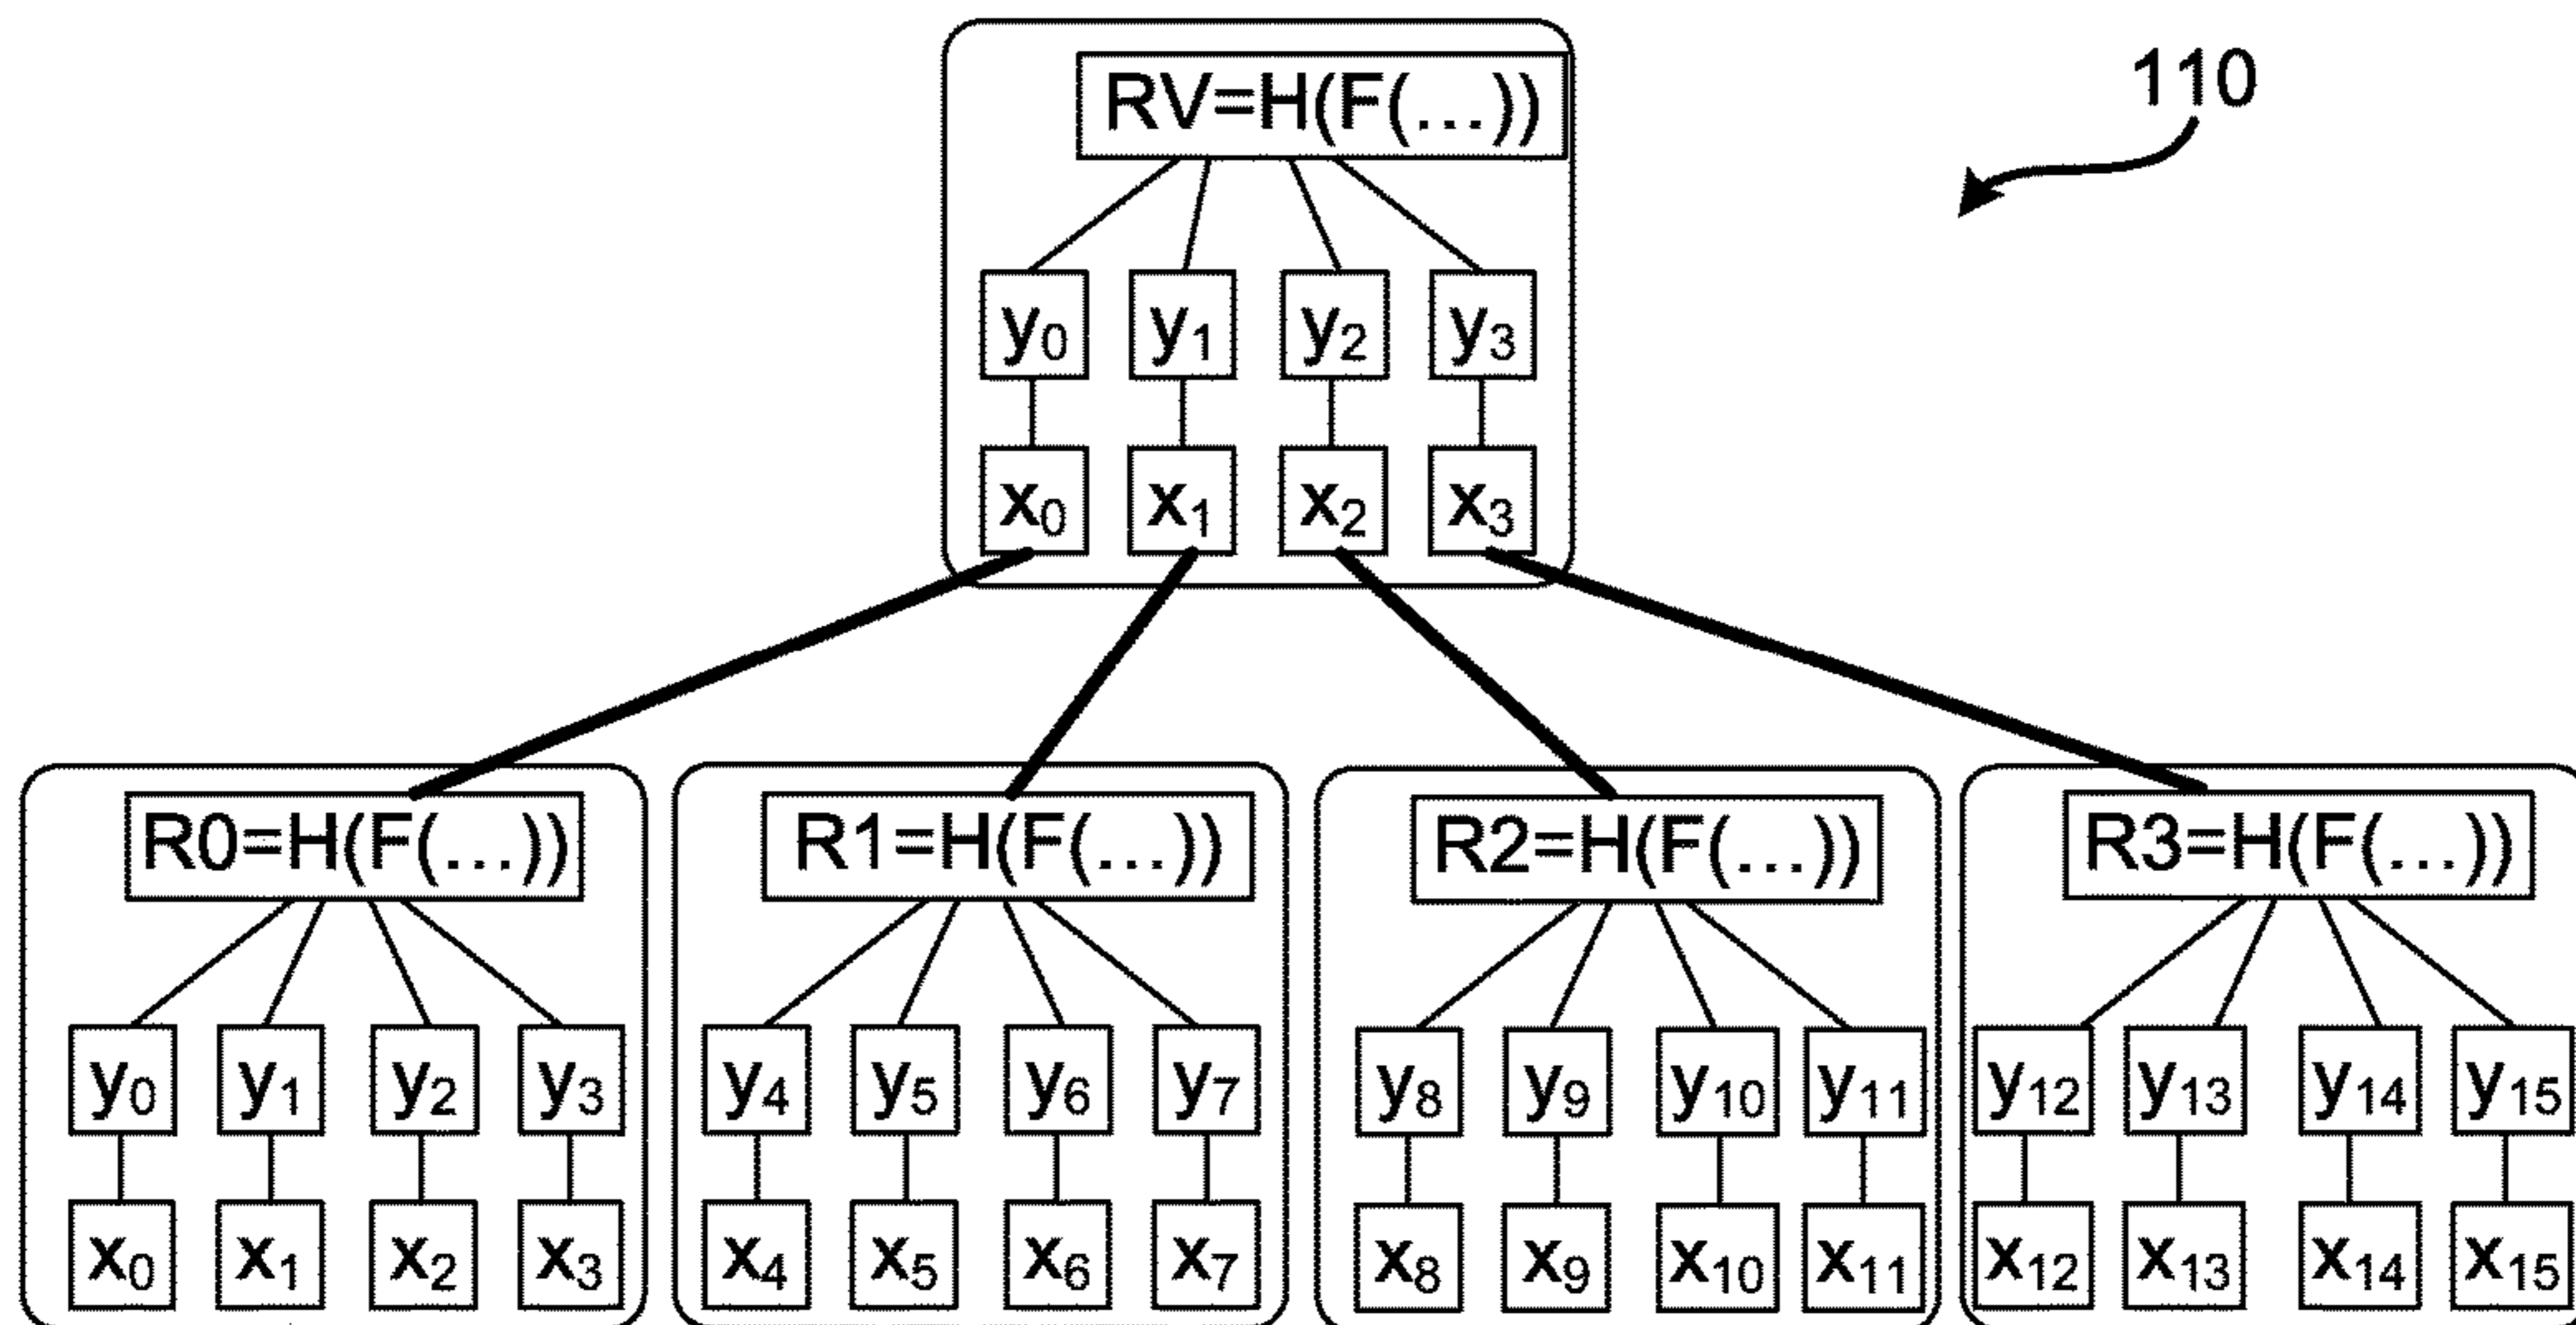 RV=H(F(...))
110
y₀ y₁ y₂ y₃
x₀ x₁ x₂ x₃
R0=H(F(...)) R1=H(F(...)) R2=H(F(...)) R3=H(F(...))
y₀ y₁ y₂ y₃ y₄ y₅ y₆ y₇ y₈ y₉ y₁₀ y₁₁ y₁₂ y₁₃ y₁₄ y₁₅
x₀ x₁ x₂ x₃ x₄ x₅ x₆ x₇ x₈ x₉ x₁₀ x₁₁ x₁₂ x₁₃ x₁₄ x₁₅